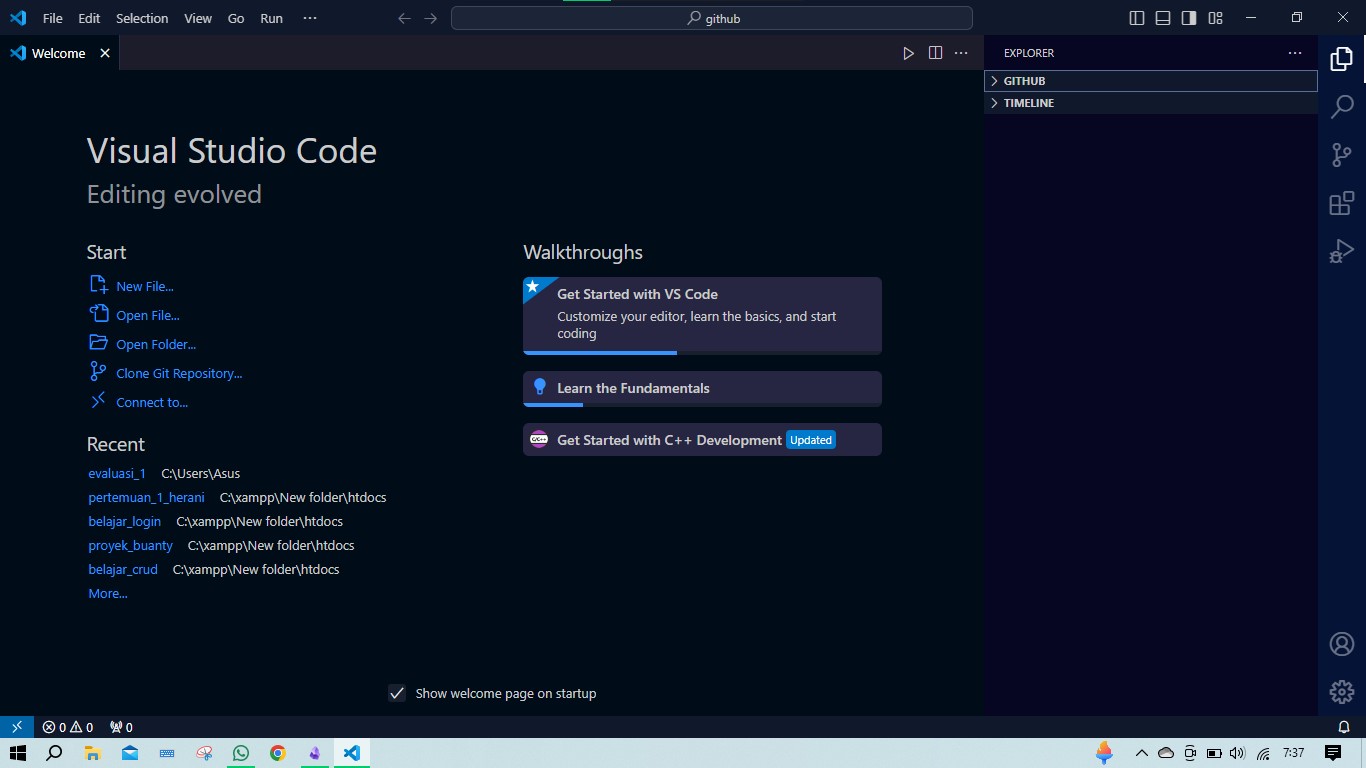 File Edit Selection View Go Run ··· github
Welcome
EXPLORER ···
GITHUB
TIMELINE
Visual Studio Code
Editing evolved
Start
New File...
Open File...
Open Folder...
Clone Git Repository...
Connect to...
Recent
evaluasi_1 C:\Users\Asus
pertemuan_1_herani C:\xampp\New folder\htdocs
belajar_login C:\xampp\New folder\htdocs
proyek_buanty C:\xampp\New folder\htdocs
belajar_crud C:\xampp\New folder\htdocs
More...
Walkthroughs
Get Started with VS Code
Customize your editor, learn the basics, and start
coding
Learn the Fundamentals
C/C++ Get Started with C++ Development Updated
Show welcome page on startup
0 0 0
7:37